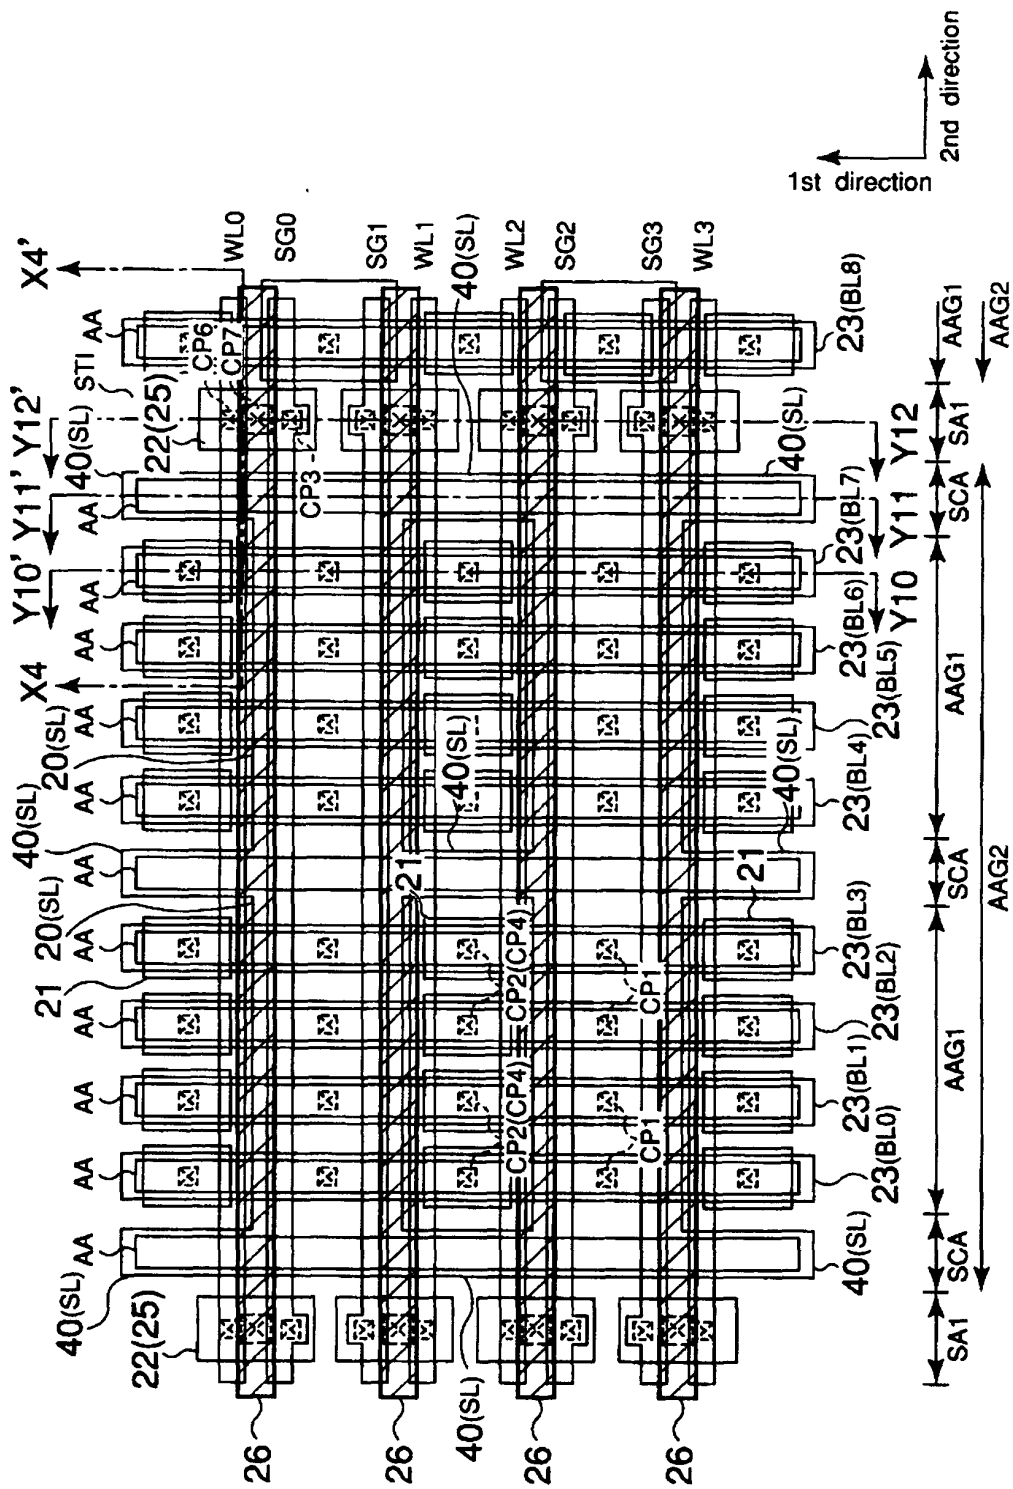 X4'
WL0
SG0
SG1
WL1
40(SL)
WL2
SG2
SG3
WL3
1st direction
2nd direction
AA
CP6
CP7
STI
22(25)
CP3
40(SL)
Y12'
Y11'
Y10'
AA
AA
AA
AA
AA
X4
20(SL)
40(SL)
40(SL)
AA
20(SL)
21
AA
AA
AA
AA
AA
40(SL)
40(SL)
22(25)
21
21
CP2(CP4)
CP2(CP4)
CP1
CP1
40(SL)
40(SL)
40(SL)
40(SL)
40(SL)
Y12
Y11
Y10
23(BL8)
23(BL7)
23(BL6)
23(BL5)
23(BL4)
23(BL3)
23(BL2)
23(BL1)
23(BL0)
AAG1
AAG2
SA1
SCA
AAG1
SCA
AAG2
AAG1
SCA
SA1
26
26
26
26